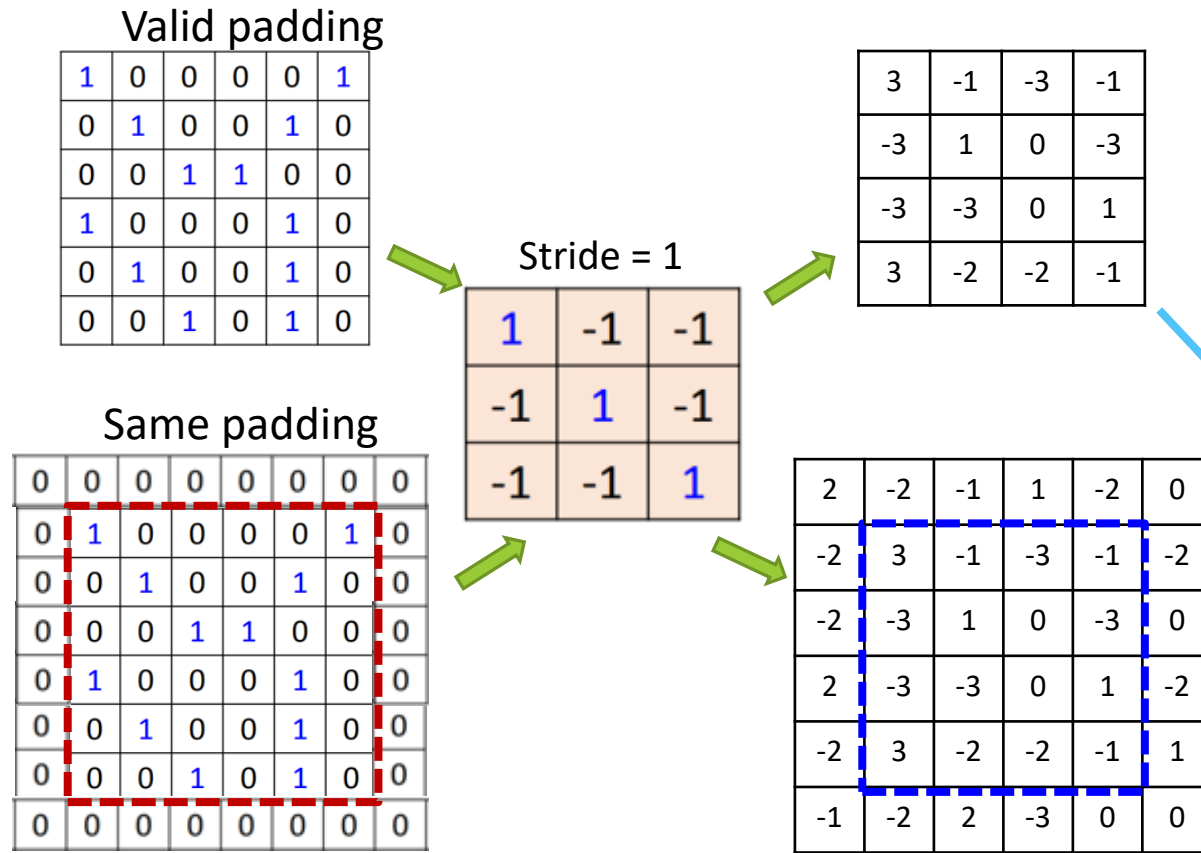 Valid padding
1 0 0 0 0 1
0 1 0 0 1 0
0 0 1 1 0 0
1 0 0 0 1 0
0 1 0 0 1 0
0 0 1 0 1 0
Same padding
0 0 0 0 0 0 0 0
0 1 0 0 0 0 1 0
0 0 1 0 0 1 0 0
0 0 0 1 1 0 0 0
0 1 0 0 0 1 0 0
0 0 1 0 0 1 0 0
0 0 0 1 0 1 0 0
0 0 0 0 0 0 0 0
Stride = 1
1 -1 -1
-1 1 -1
-1 -1 1
3 -1 -3 -1
-3 1 0 -3
-3 -3 0 1
3 -2 -2 -1
2 -2 -1 1 -2 0
-2 3 -1 -3 -1 -2
-2 -3 1 0 -3 0
2 -3 -3 0 1 -2
-2 3 -2 -2 -1 1
-1 -2 2 -3 0 0